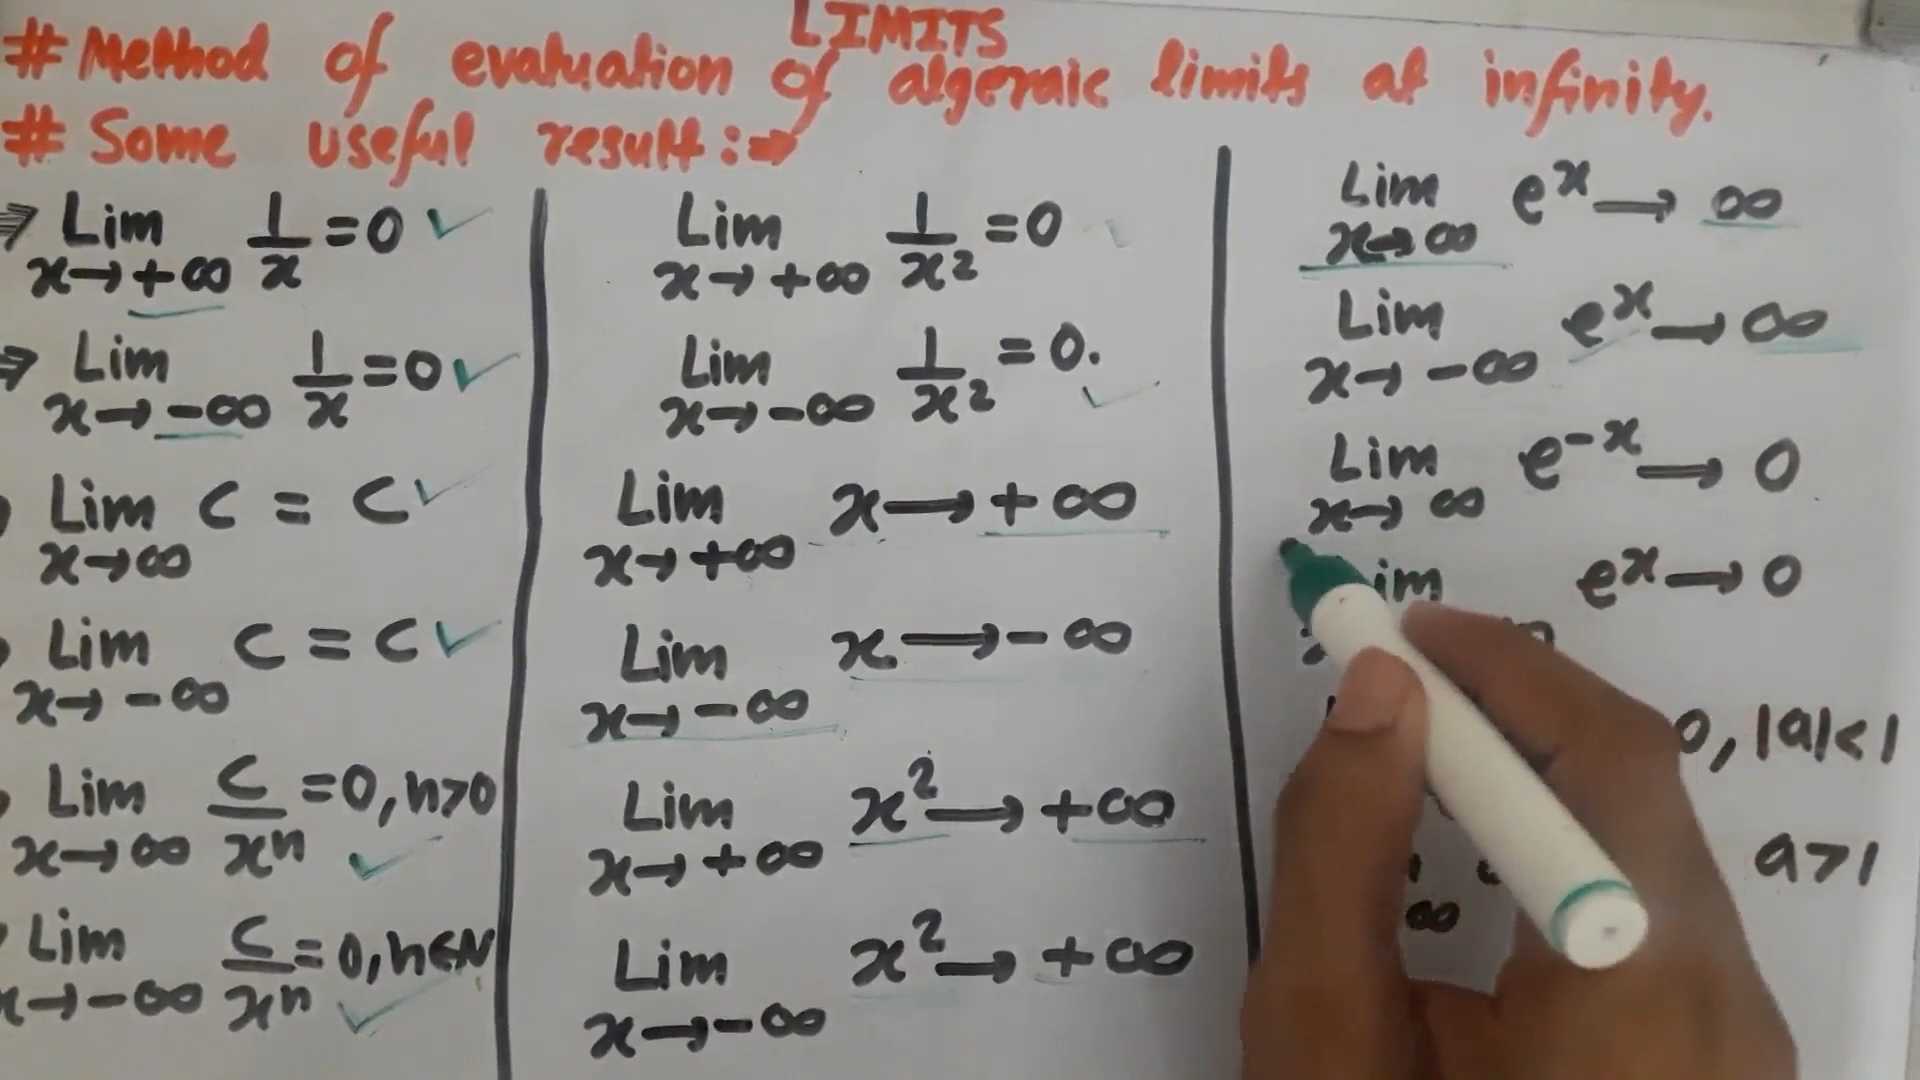 LIMITS
# Method of evaluation of algeraic limits at infinity.
# Some useful result :→
⇒ Lim x→+∞ 1/x = 0 ✓
⇒ Lim x→-∞ 1/x = 0 ✓
Lim x→∞ C = C ✓
Lim x→-∞ C = C ✓
Lim x→∞ C/xⁿ = 0, n>0 ✓
Lim x→-∞ C/xⁿ = 0, n∈N ✓
Lim x→+∞ 1/x² = 0
Lim x→-∞ 1/x² = 0. ✓
Lim x→+∞ x → +∞
Lim x→-∞ x. → -∞
Lim x→+∞ x² → +∞
Lim x→-∞ x² → +∞
Lim x→∞ eˣ → ∞
Lim x→-∞ eˣ → ∞
Lim x→∞ e⁻ˣ → 0
im eˣ → 0
0, |a|<1
∞ a>1